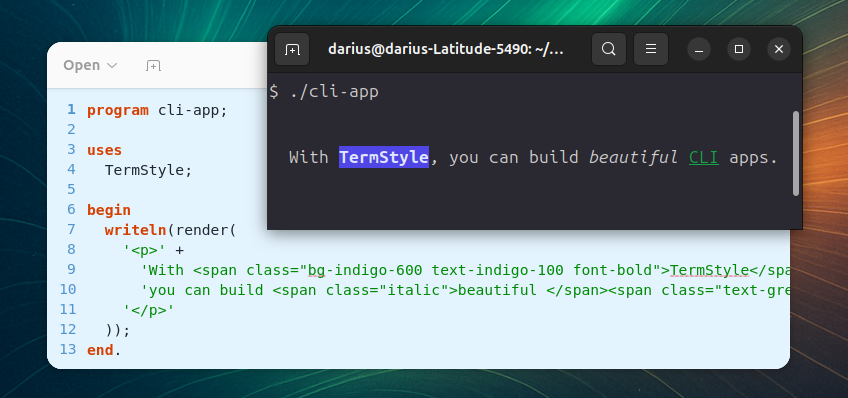 Open
darius@darius-Latitude-5490: ~/…
$ ./cli-app
With TermStyle, you can build beautiful CLI apps.
1 program cli-app;
2
3 uses
4 TermStyle;
5
6 begin
7 writeln(render(
8 '<p>' +
9 'With <span class="bg-indigo-600 text-indigo-100 font-bold">TermStyle</spa
10 'you can build <span class="italic">beautiful </span><span class="text-gre
11 '</p>'
12 ));
13 end.